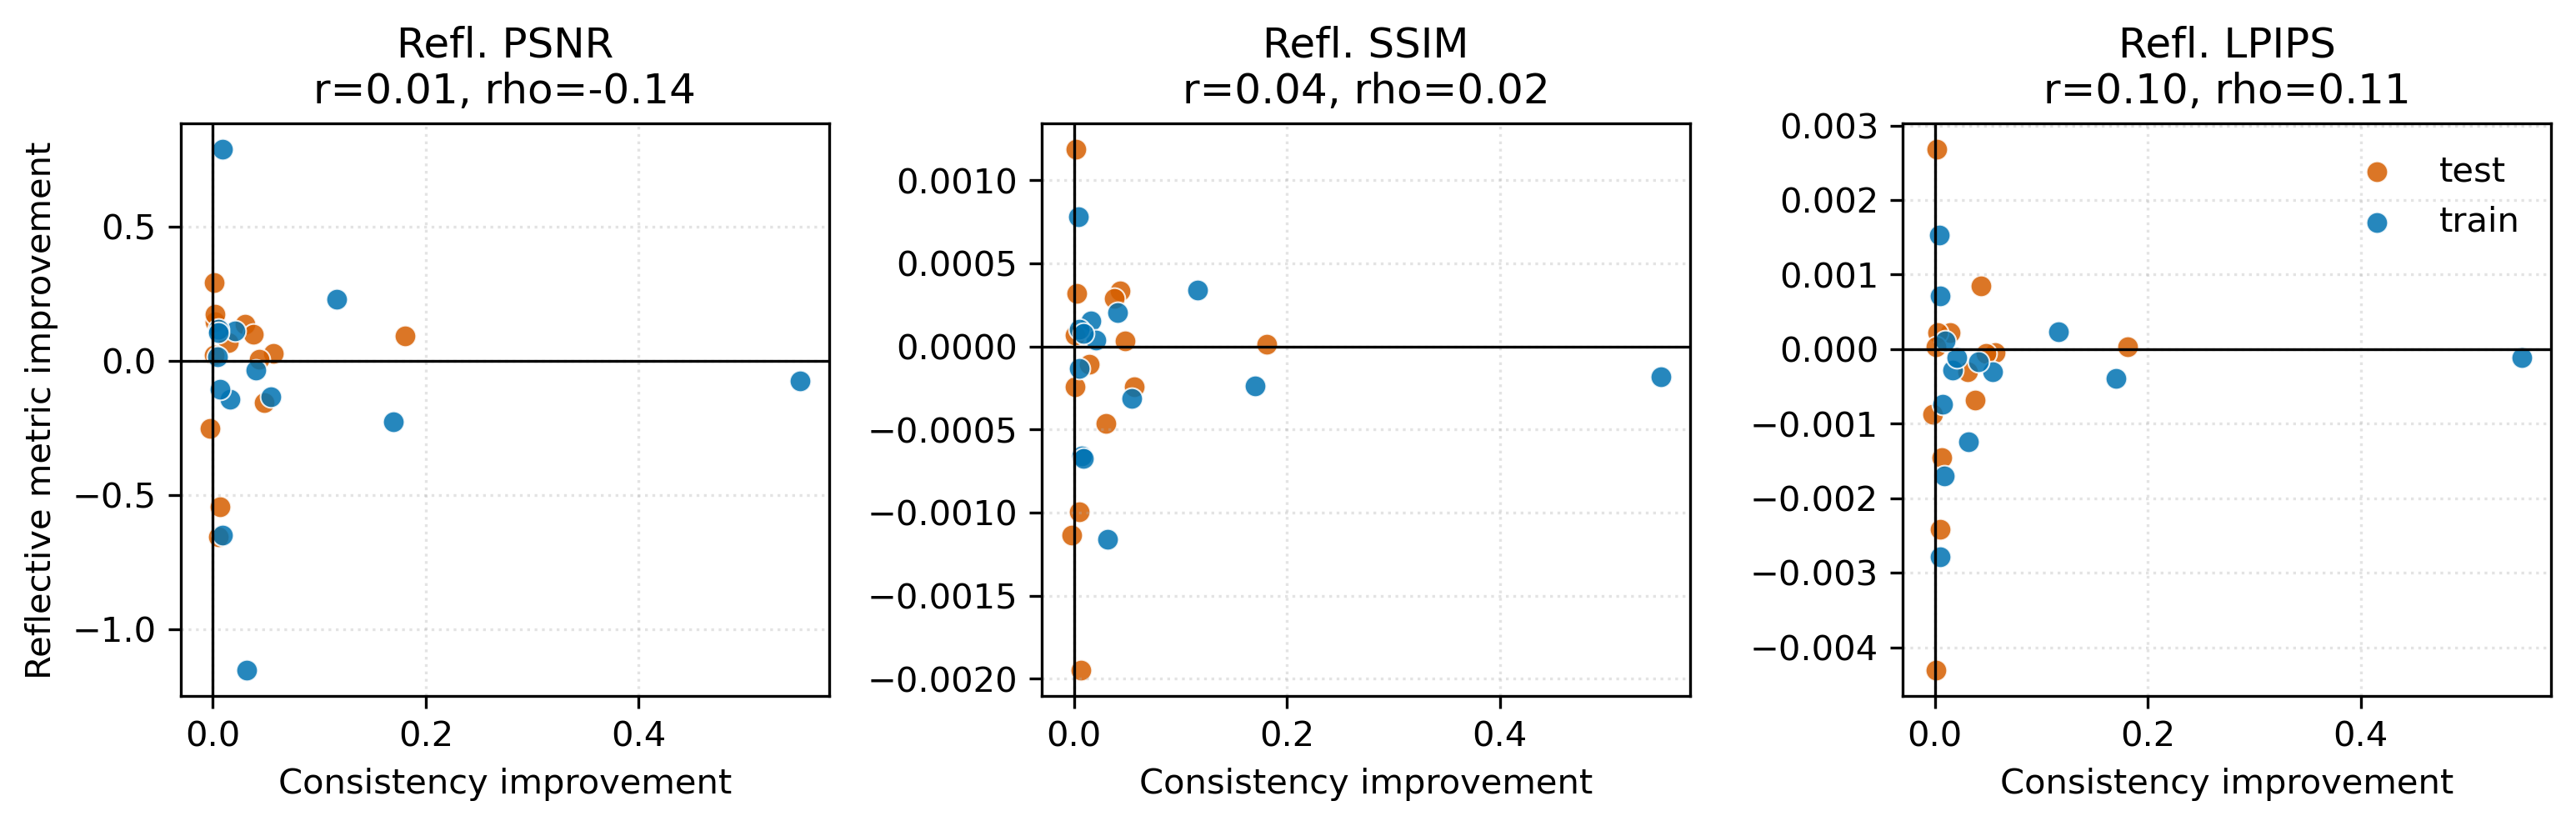 Refl. PSNR
r=0.01, rho=-0.14
Refl. SSIM
r=0.04, rho=0.02
Refl. LPIPS
r=0.10, rho=0.11
Reflective metric improvement
0.5
0.0
−0.5
−1.0
0.0 0.2 0.4
Consistency improvement
0.0010
0.0005
0.0000
−0.0005
−0.0010
−0.0015
−0.0020
0.0 0.2 0.4
Consistency improvement
0.003
0.002
0.001
0.000
−0.001
−0.002
−0.003
−0.004
0.0 0.2 0.4
Consistency improvement
test
train